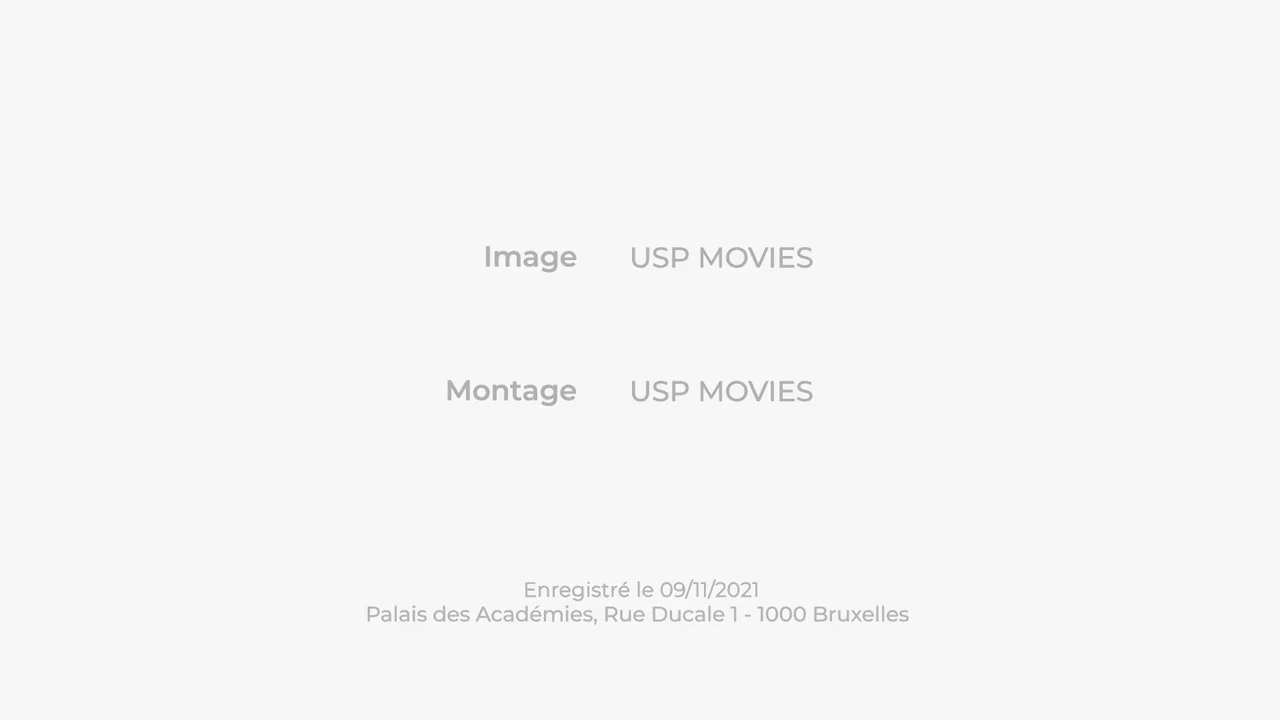 Image USP MOVIES
Montage USP MOVIES
Enregistré le 09/11/2021
Palais des Académies, Rue Ducale 1 - 1000 Bruxelles